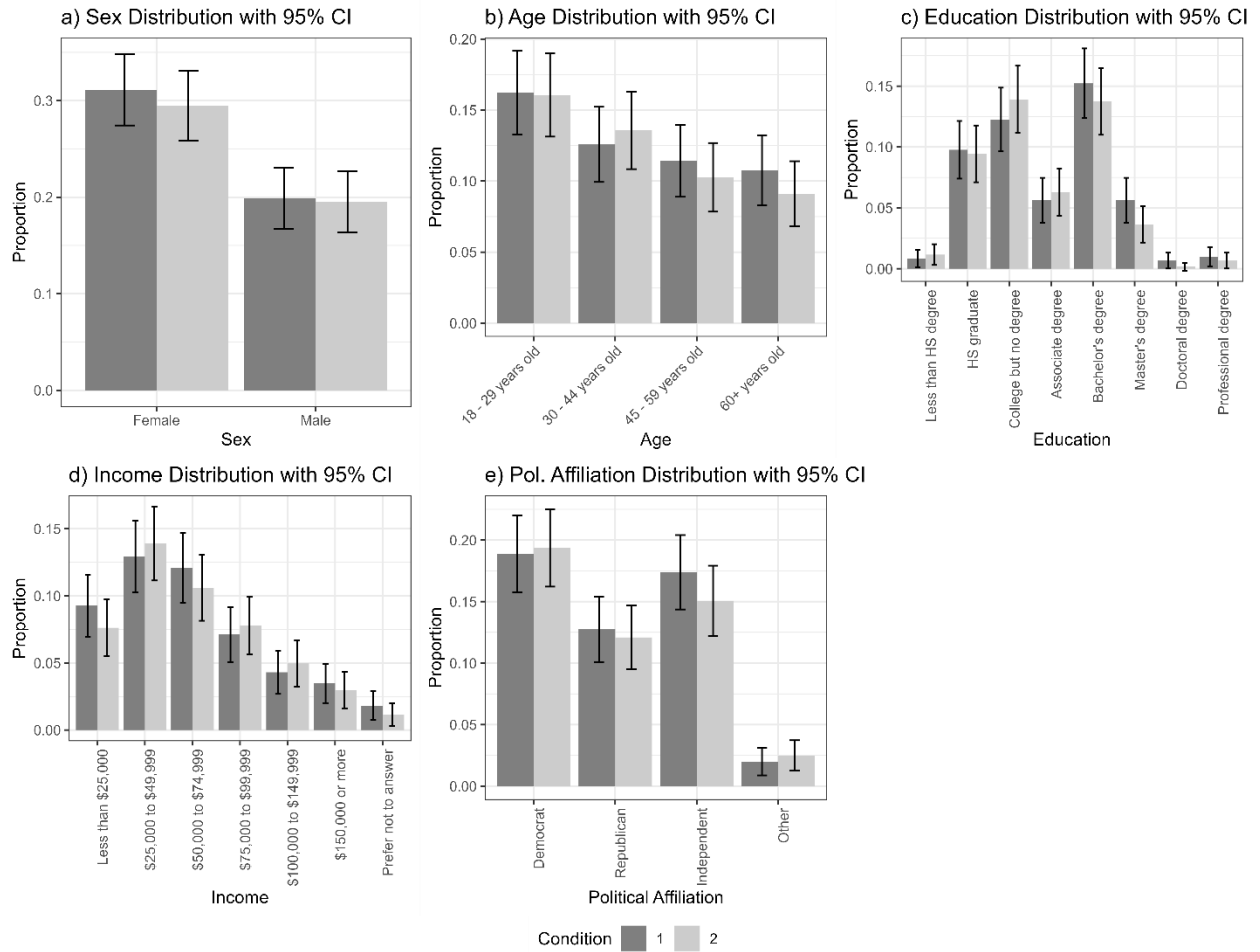 a) Sex Distribution with 95% CI
Proportion
0.3
0.2
0.1
0.0
Female
Male
Sex
b) Age Distribution with 95% CI
Proportion
0.20
0.15
0.10
0.05
0.00
18 - 29 years old
30 - 44 years old
45 - 59 years old
60+ years old
Age
c) Education Distribution with 95% CI
Proportion
0.15
0.10
0.05
0.00
Less than HS degree
HS graduate
College but no degree
Associate degree
Bachelor's degree
Master's degree
Doctoral degree
Professional degree
Education
d) Income Distribution with 95% CI
Proportion
0.15
0.10
0.05
0.00
Less than $25,000
$25,000 to $49,999
$50,000 to $74,999
$75,000 to $99,999
$100,000 to $149,999
$150,000 or more
Prefer not to answer
Income
e) Pol. Affiliation Distribution with 95% CI
Proportion
0.20
0.15
0.10
0.05
0.00
Democrat
Republican
Independent
Other
Political Affiliation
Condition 1 2